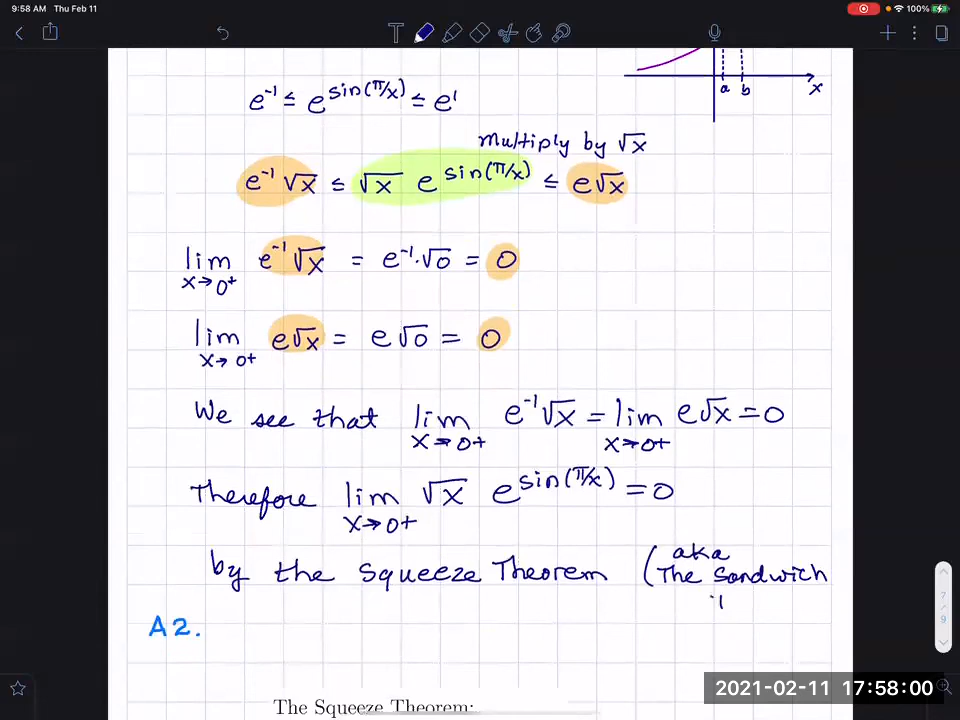 9:58 AM Thu Feb 11
100%
a b x
e⁻¹ ≤ e^sin(π/x) ≤ e¹
multiply by √x
e⁻¹ √x ≤ √x e^sin(π/x) ≤ e√x
lim x→0+ e⁻¹√x = e⁻¹·√0 = 0
lim x→0+ e√x = e√0 = 0
We see that lim x→0+ e⁻¹√x = lim x→0+ e√x = 0
Therefore lim x→0+ √x e^sin(π/x) = 0
by the Squeeze Theorem (aka
The Sandwich
A2.
7/9
2021-02-11 17:58:00
The Squeeze Theorem: